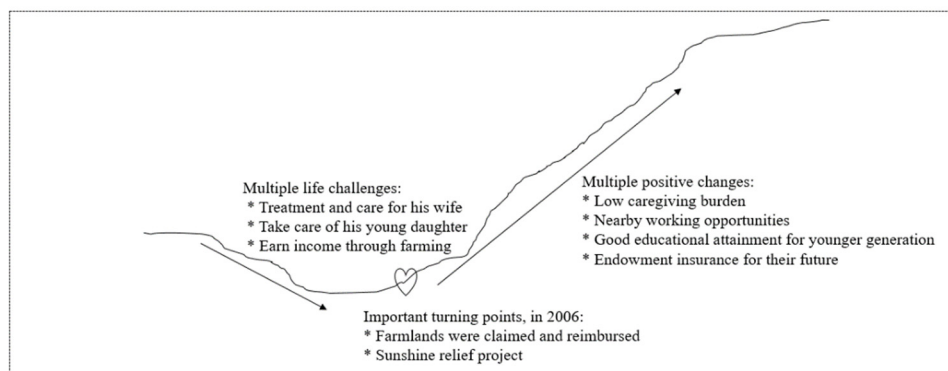 Multiple life challenges:
* Treatment and care for his wife
* Take care of his young daughter
* Earn income through farming
Multiple positive changes:
* Low caregiving burden
* Nearby working opportunities
* Good educational attainment for younger generation
* Endowment insurance for their future
Important turning points, in 2006:
* Farmlands were claimed and reimbursed
* Sunshine relief project